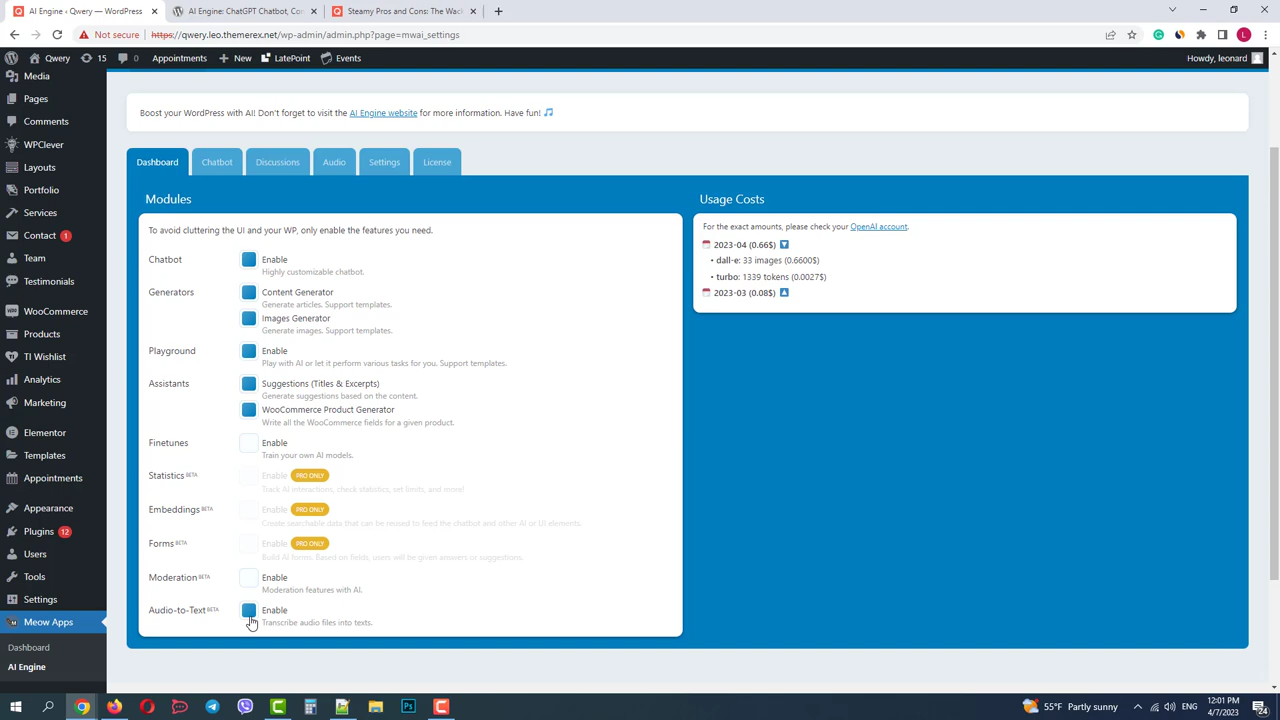 AI Engine ‹ Qwery — WordPress
AI Engine: ChatGPT Chatbot, Co
Steamy Pros and Cons: The Wac
Not secure
https://qwery.leo.themerex.net/wp-admin/admin.php?page=mwai_settings
Qwery 15 0 Appointments New LatePoint Events Howdy, leonard
Media
Pages
Comments
WPClever
Layouts
Portfolio
Services
Contact 1
Team
Testimonials
WooCommerce
Products
TI Wishlist
Analytics
Marketing
Elementor
Templates
Appointments
Appearance
Plugins 12
Users
Tools
Settings
Meow Apps
Dashboard
AI Engine
Boost your WordPress with AI! Don't forget to visit the AI Engine website for more information. Have fun! 🎵
Dashboard Chatbot Discussions Audio Settings License
Modules
To avoid cluttering the UI and your WP, only enable the features you need.
Chatbot Enable
Highly customizable chatbot.
Generators Content Generator
Generate articles. Support templates.
Images Generator
Generate images. Support templates.
Playground Enable
Play with AI or let it perform various tasks for you. Support templates.
Assistants Suggestions (Titles & Excerpts)
Generate suggestions based on the content.
WooCommerce Product Generator
Write all the WooCommerce fields for a given product.
Finetunes Enable
Train your own AI models.
Statistics BETA Enable PRO ONLY
Track AI interactions, check statistics, set limits, and more!
Embeddings BETA Enable PRO ONLY
Create searchable data that can be reused to feed the chatbot and other AI or UI elements.
Forms BETA Enable PRO ONLY
Build AI forms. Based on fields, users will be given answers or suggestions.
Moderation BETA Enable
Moderation features with AI.
Audio-to-Text BETA Enable
Transcribe audio files into texts.
Usage Costs
For the exact amounts, please check your OpenAI account.
2023-04 (0.66$)
• dall-e: 33 images (0.6600$)
• turbo: 1339 tokens (0.0027$)
2023-03 (0.08$)
55°F Partly sunny
ENG
12:01 PM
4/7/2023
24